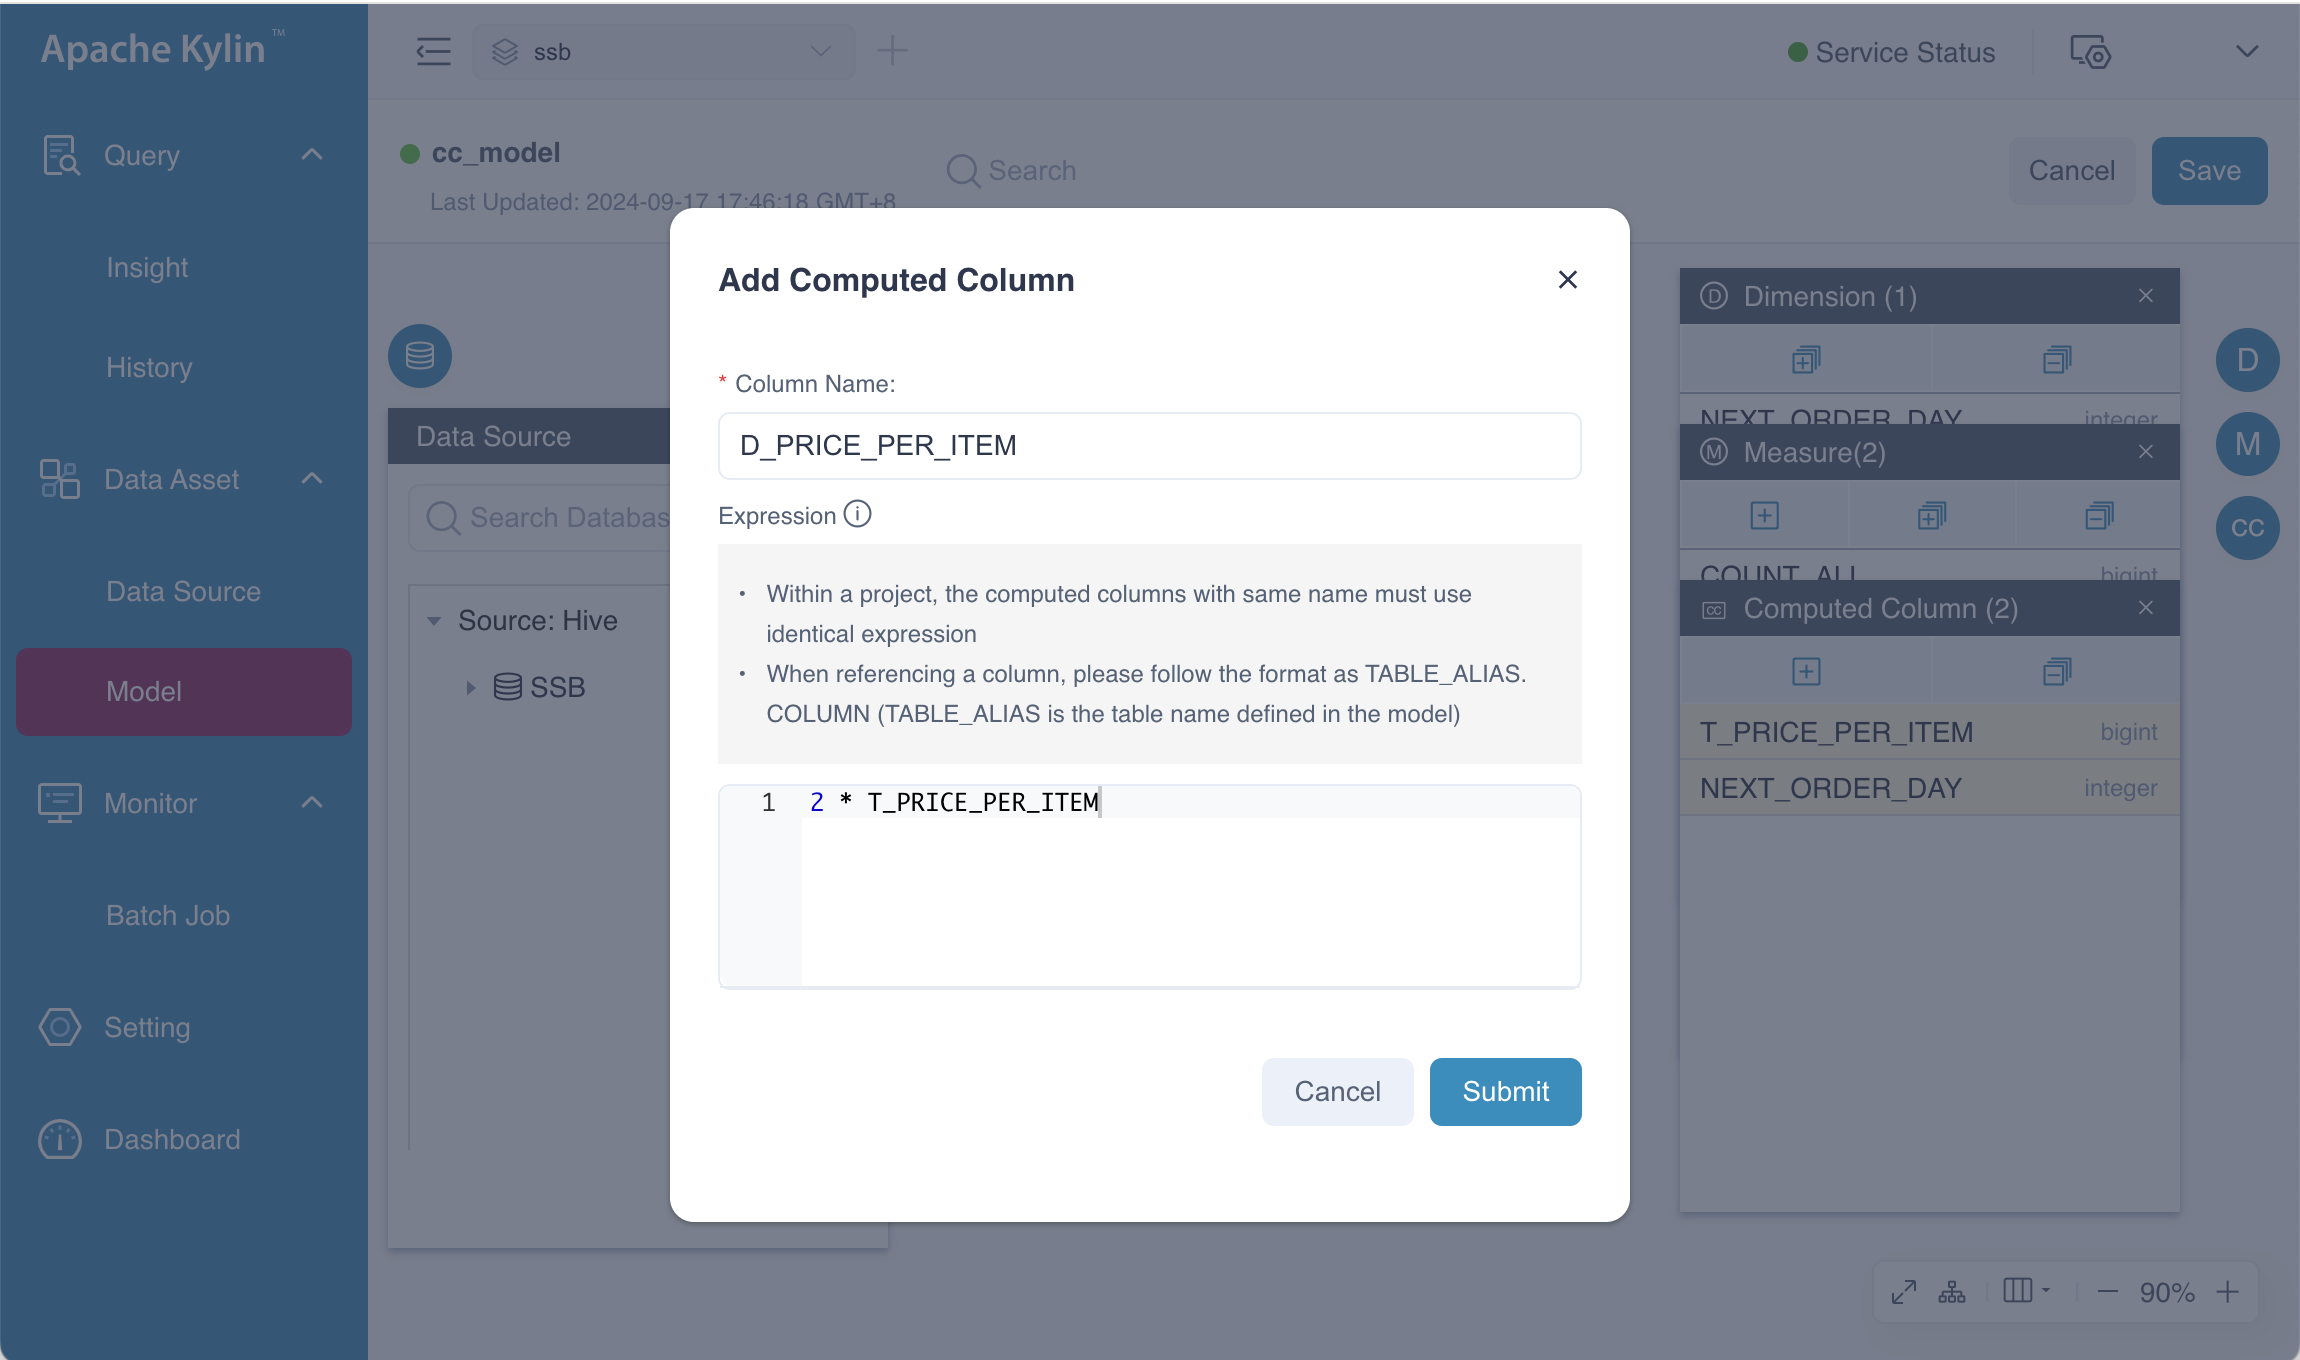 Apache Kylin™
Query
Insight
History
Data Asset
Data Source
Model
Monitor
Batch Job
Setting
Dashboard
ssb
Service Status
cc_model
Last Updated: 2024-09-17 17:46:18 GMT+8
Search
Cancel
Save
Data Source
Search Databas
Source: Hive
SSB
Add Computed Column
* Column Name:
D_PRICE_PER_ITEM
Expression
• Within a project, the computed columns with same name must use
identical expression
• When referencing a column, please follow the format as TABLE_ALIAS.
COLUMN (TABLE_ALIAS is the table name defined in the model)
1 2 * T_PRICE_PER_ITEM
Cancel
Submit
D Dimension (1)
NEXT_ORDER_DAY integer
M Measure(2)
COUNT_ALL bigint
CC Computed Column (2)
T_PRICE_PER_ITEM bigint
NEXT_ORDER_DAY integer
D
M
CC
90%